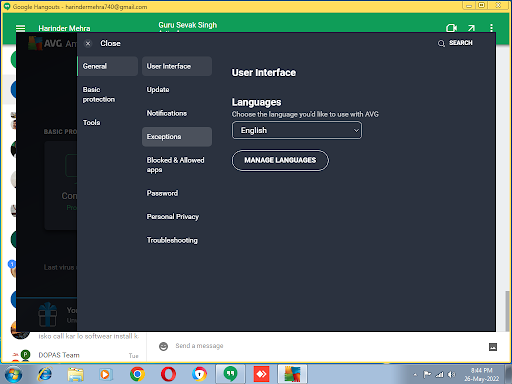 Google Hangouts - harindermehra740@gmail.com
Harinder Mehra
Guru Sevak Singh
AVG
Close
SEARCH
General
User Interface
User Interface
Basic
protection
Update
Tools
Notifications
Languages
Choose the language you'd like to use with AVG
English
Exceptions
BASIC PRO
Blocked & Allowed
apps
MANAGE LANGUAGES
Password
Con
Personal Privacy
Troubleshooting
Last virus
1
You
isko call kar lo softwear install k
DOPAS Team
Tue
P
Send a message
8:44 PM
26-May-2022